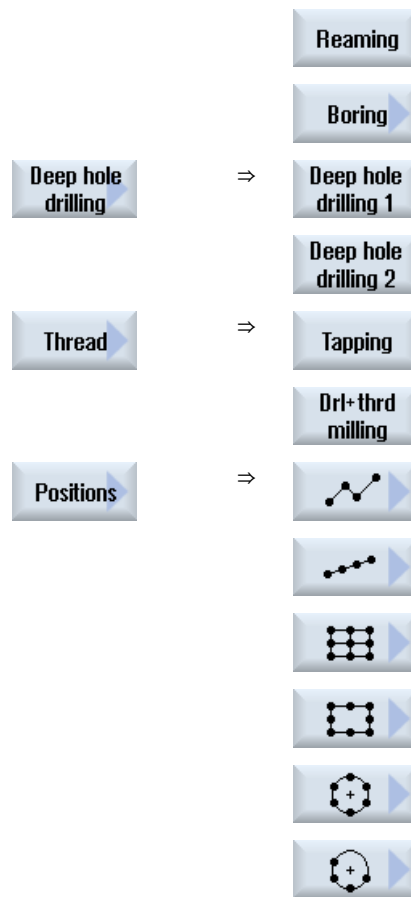 Reaming
Boring
Deep hole
drilling
⇒
Deep hole
drilling 1
Deep hole
drilling 2
Thread
⇒
Tapping
Drl+thrd
milling
Positions
⇒